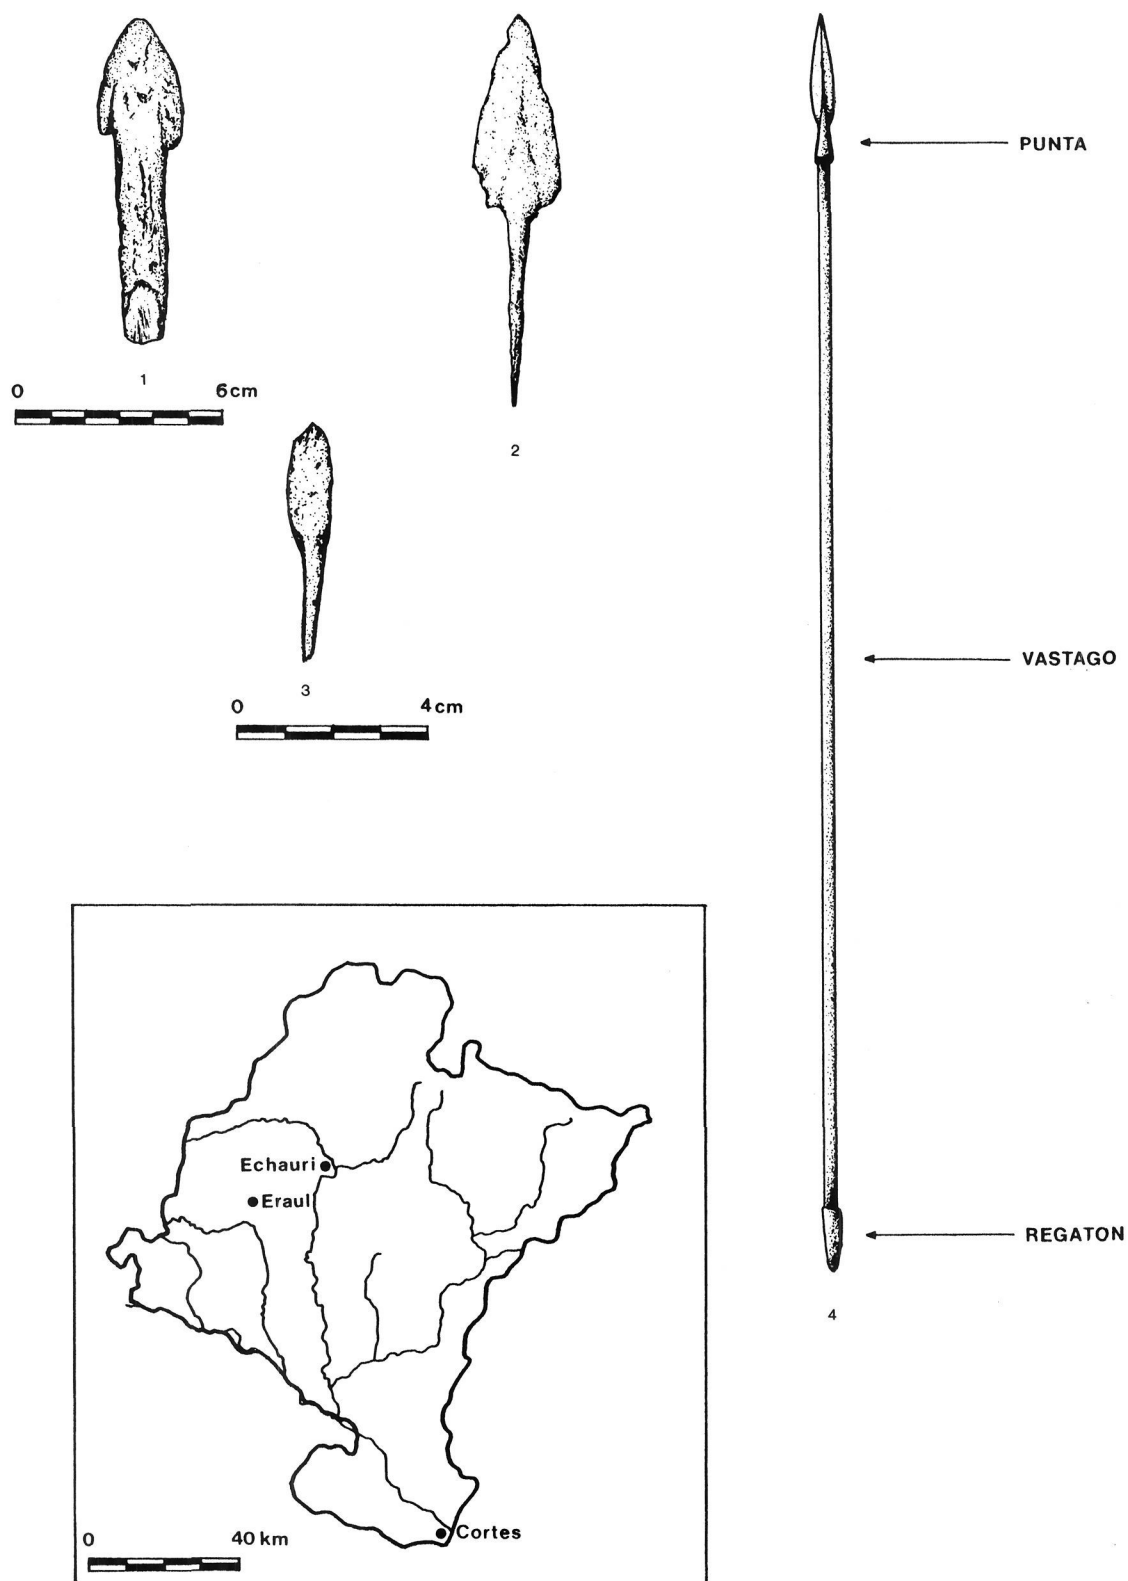 PUNTA
1
0 6cm
2
3
0 4cm
VASTAGO
Echauri
Eraul
REGATON
4
Cortes
0 40 km